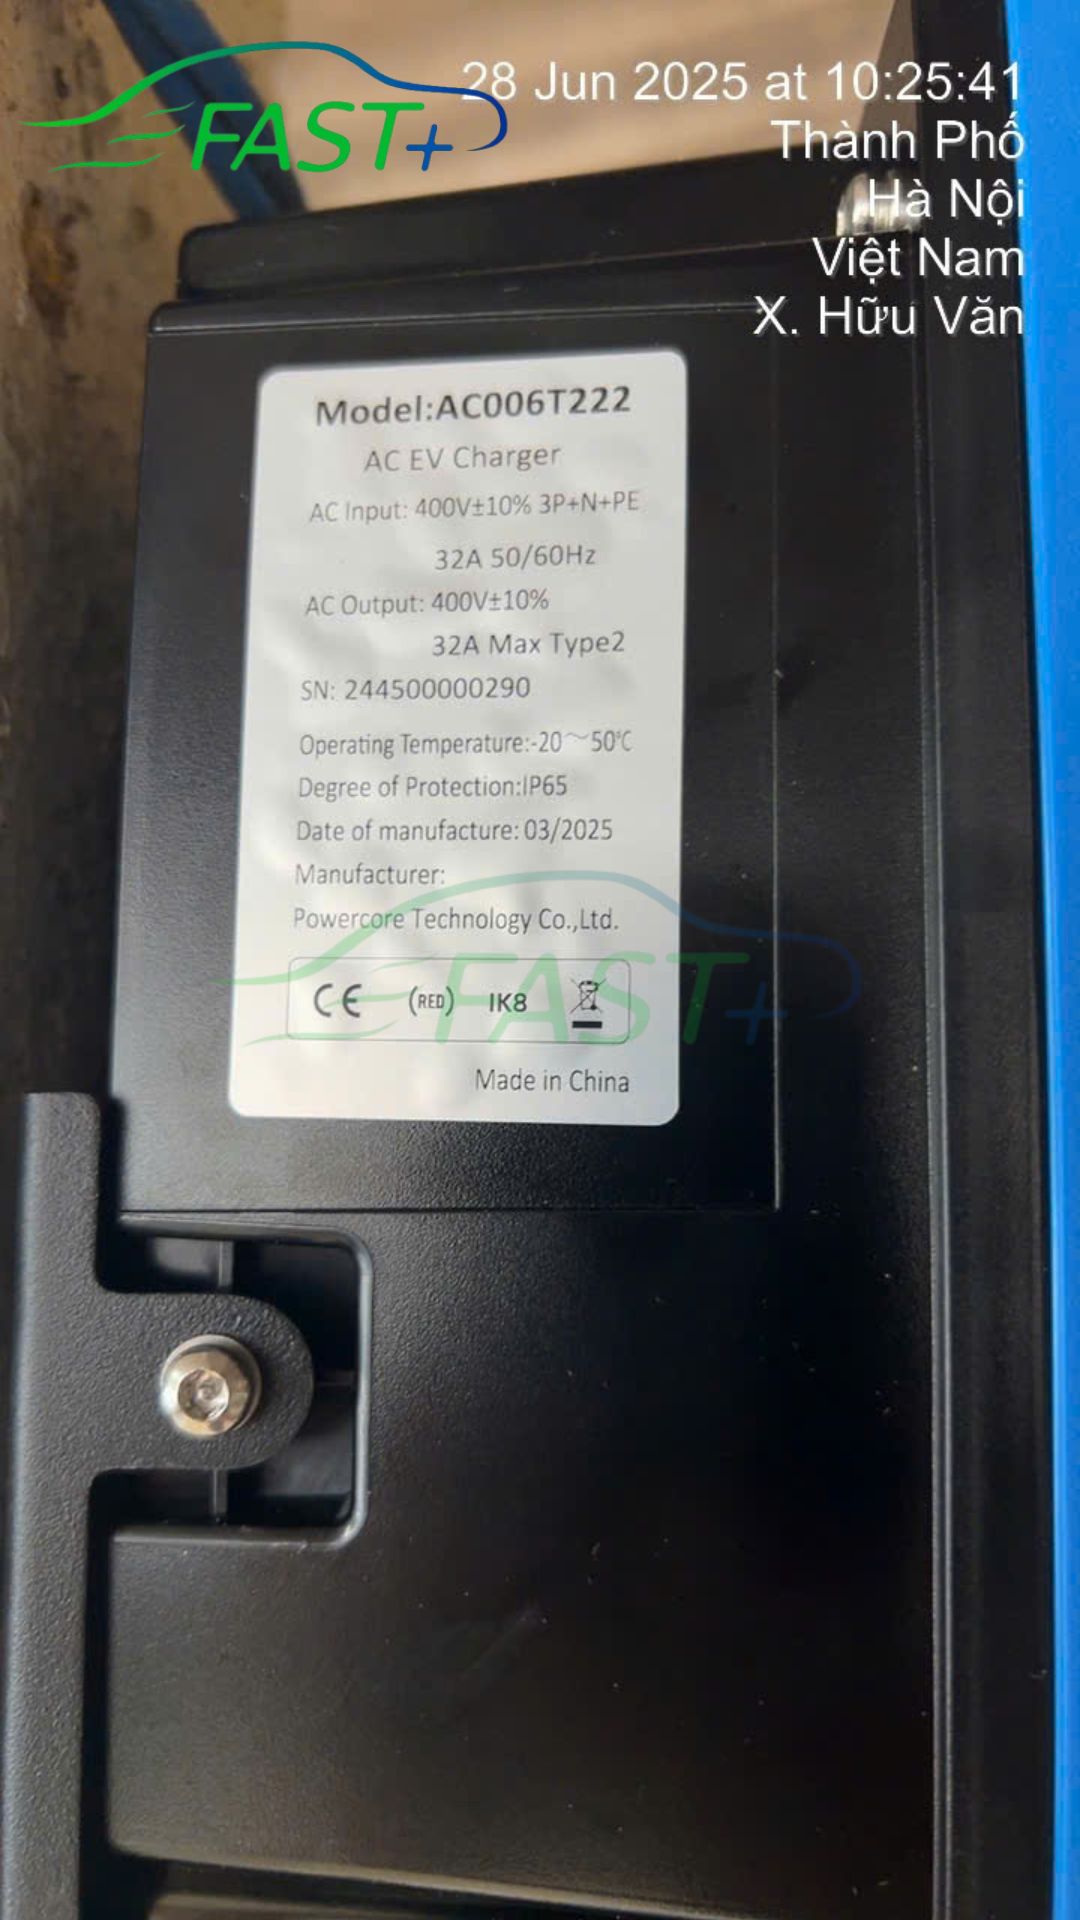 FAST+
28 Jun 2025 at 10:25:41
Thành Phố
Hà Nội
Việt Nam
X. Hữu Văn
Model:AC006T222
AC EV Charger
AC Input: 400V±10% 3P+N+PE
32A 50/60Hz
AC Output: 400V±10%
32A Max Type2
SN: 244500000290
Operating Temperature:-20~50℃
Degree of Protection:IP65
Date of manufacture: 03/2025
Manufacturer:
Powercore Technology Co.,Ltd.
FAST+
CE (RED) IK8
Made in China